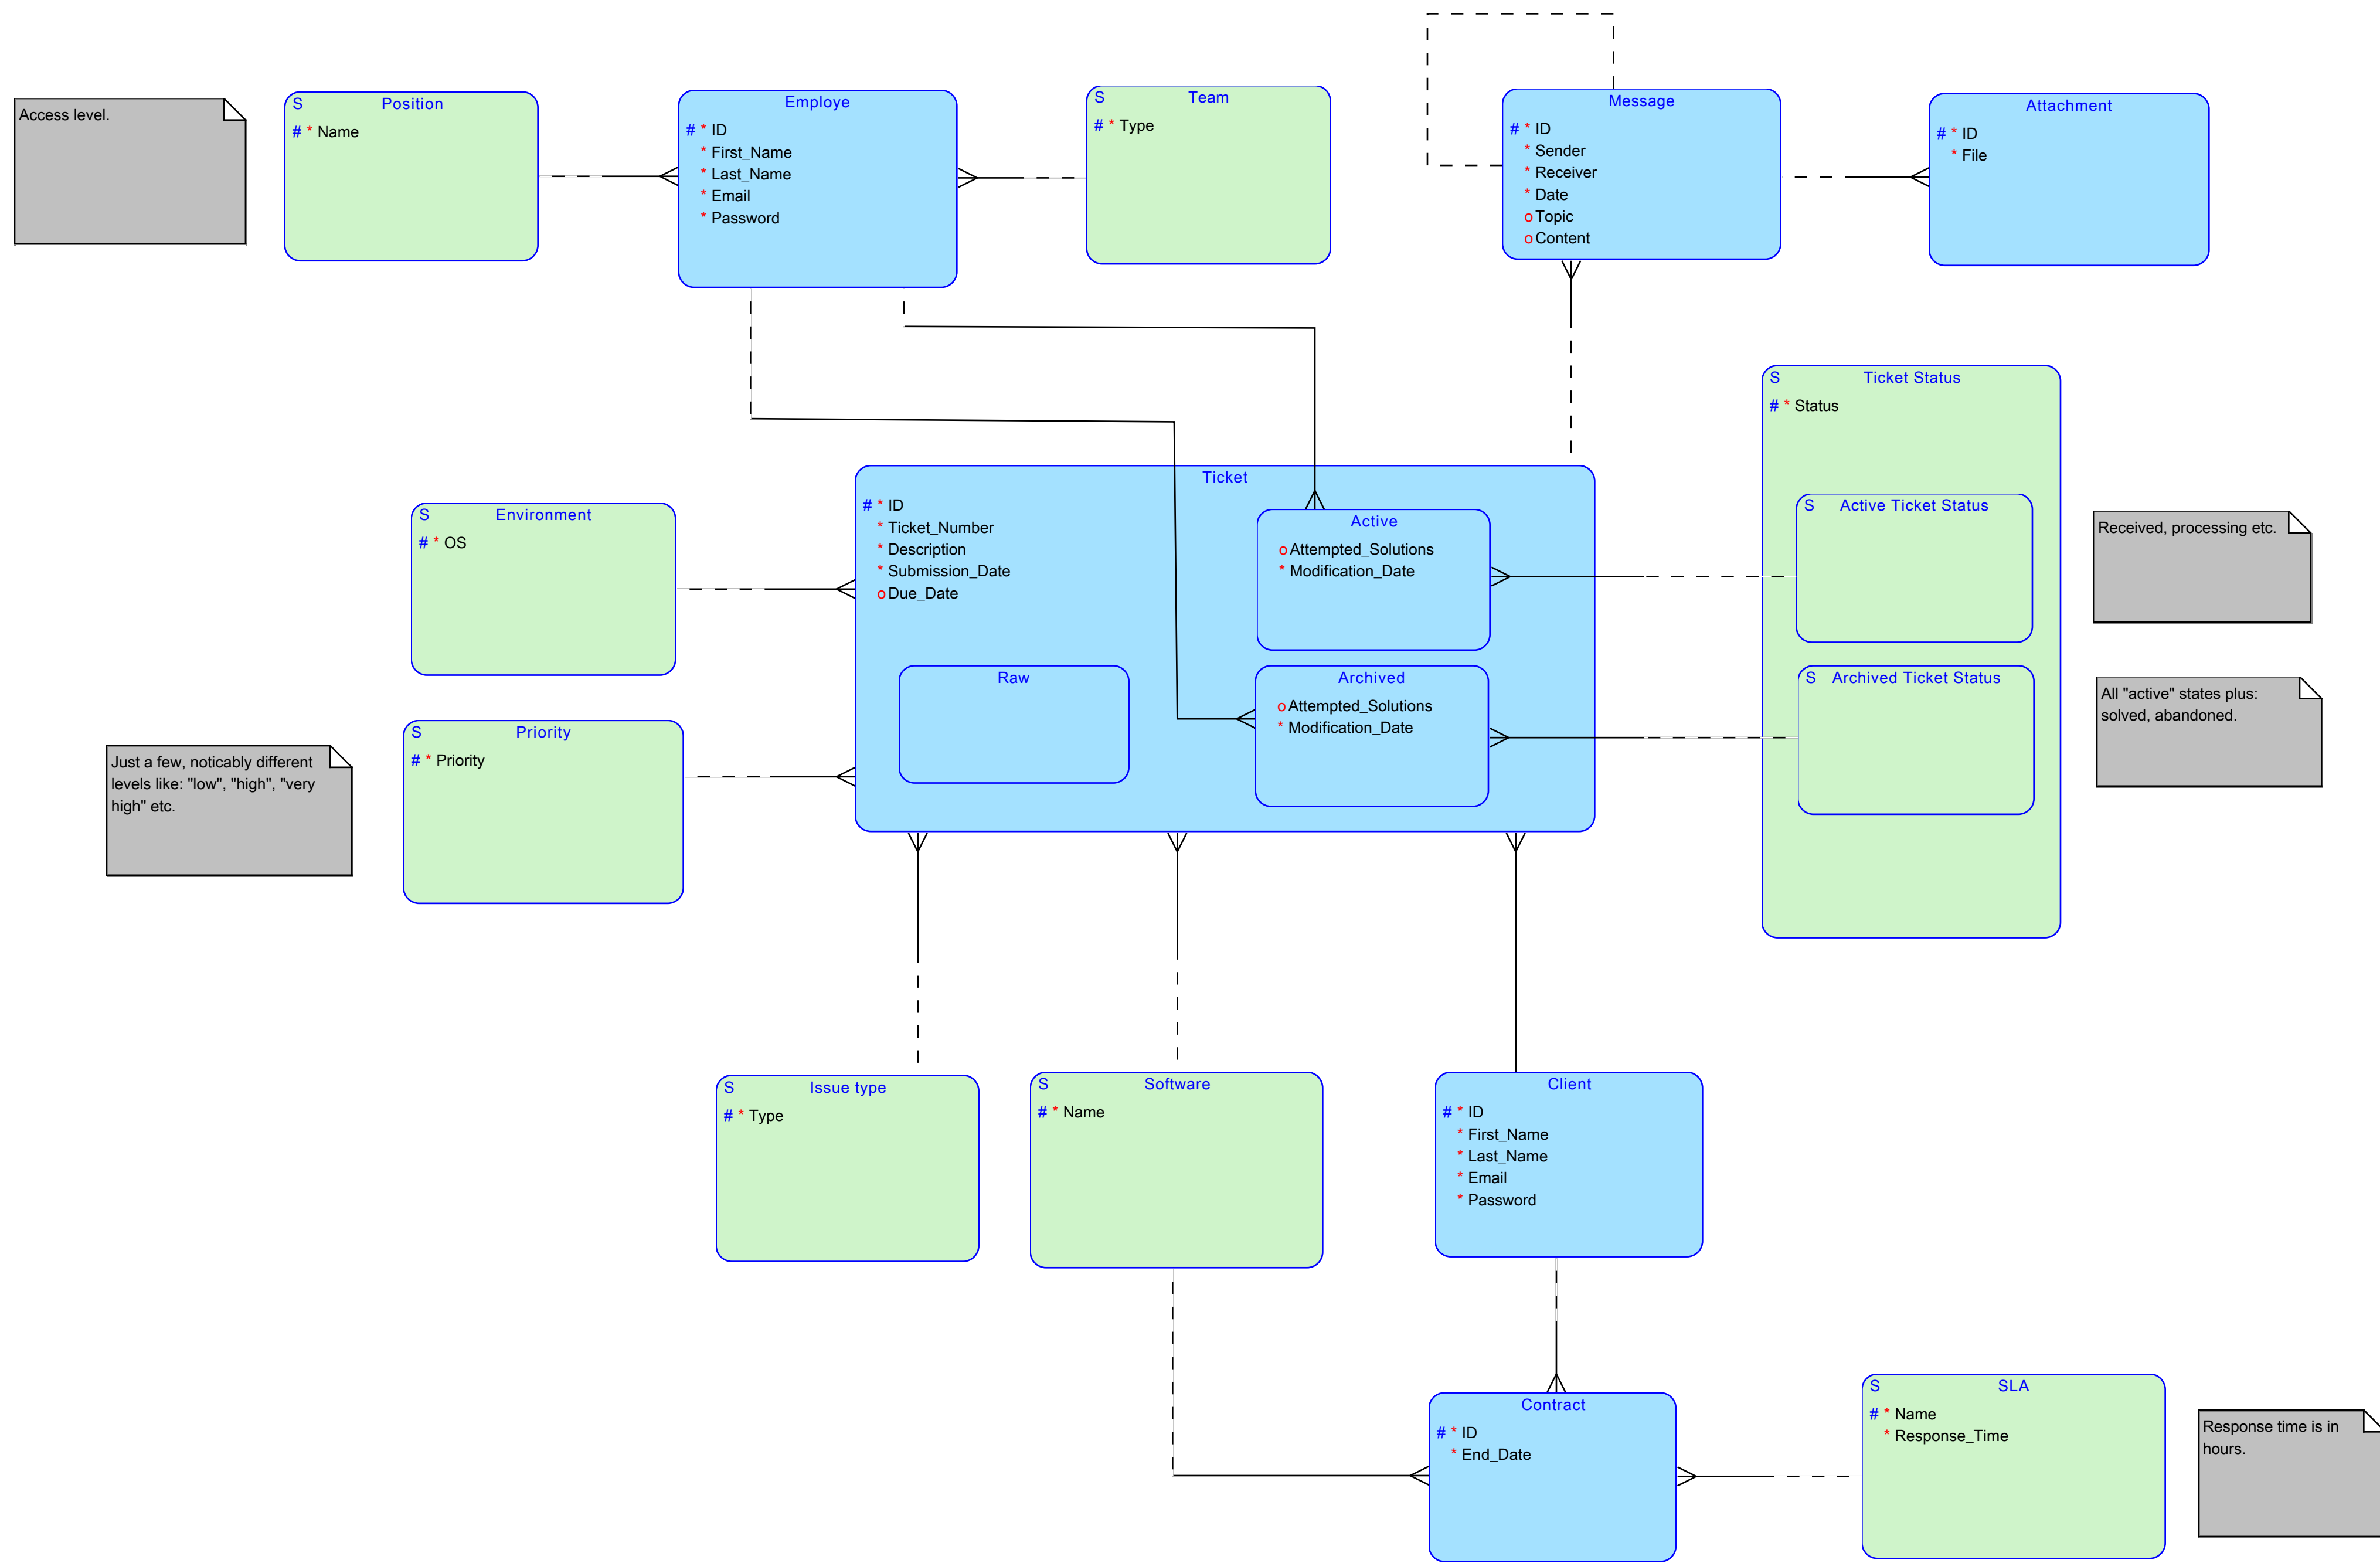 Access level.
S Position
# * Name
Employe
# * ID
* First_Name
* Last_Name
* Email
* Password
S Team
# * Type
Message
# * ID
* Sender
* Receiver
* Date
o Topic
o Content
Attachment
# * ID
* File
S Ticket Status
# * Status
S Active Ticket Status
S Archived Ticket Status
Received, processing etc.
All "active" states plus:
solved, abandoned.
Ticket
# * ID
* Ticket_Number
* Description
* Submission_Date
o Due_Date
Active
o Attempted_Solutions
* Modification_Date
Raw
Archived
o Attempted_Solutions
* Modification_Date
S Environment
# * OS
S Priority
# * Priority
Just a few, noticably different
levels like: "low", "high", "very
high" etc.
S Issue type
# * Type
S Software
# * Name
Client
# * ID
* First_Name
* Last_Name
* Email
* Password
Contract
# * ID
* End_Date
S SLA
# * Name
* Response_Time
Response time is in
hours.